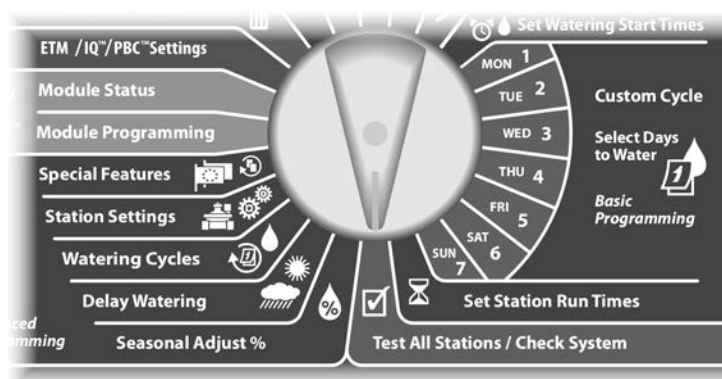 ETM / IQ™/PBC™Settings
Module Status
Module Programming
Special Features
Station Settings
Watering Cycles
Delay Watering
Seasonal Adjust %
%
Set Watering Start Times
MON 1
TUE 2
WED 3
THU 4
FRI 5
SAT 6
SUN 7
Custom Cycle
Select Days
to Water
1
Basic
Programming
Set Station Run Times
Test All Stations / Check System